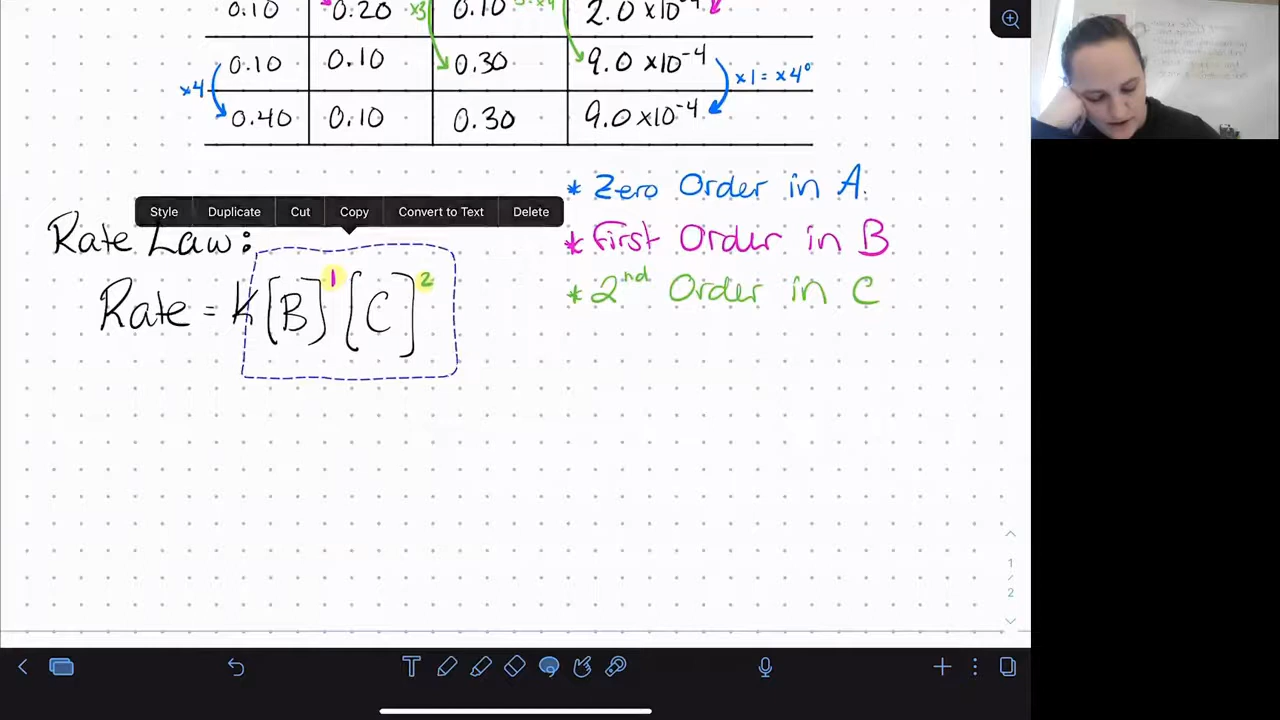 0.10 0.20 x3 0.10 2.0 x10
0.10 0.10 0.30 9.0 x10⁻⁴
x4 x1 = x4⁰
0.40 0.10 0.30 9.0 x10⁻⁴
* Zero Order in A.
Style Duplicate Cut Copy Convert to Text Delete
Rate Law:
* First Order in B
Rate = K[B]¹[C]²
* 2nd Order in C
1
/
2
T